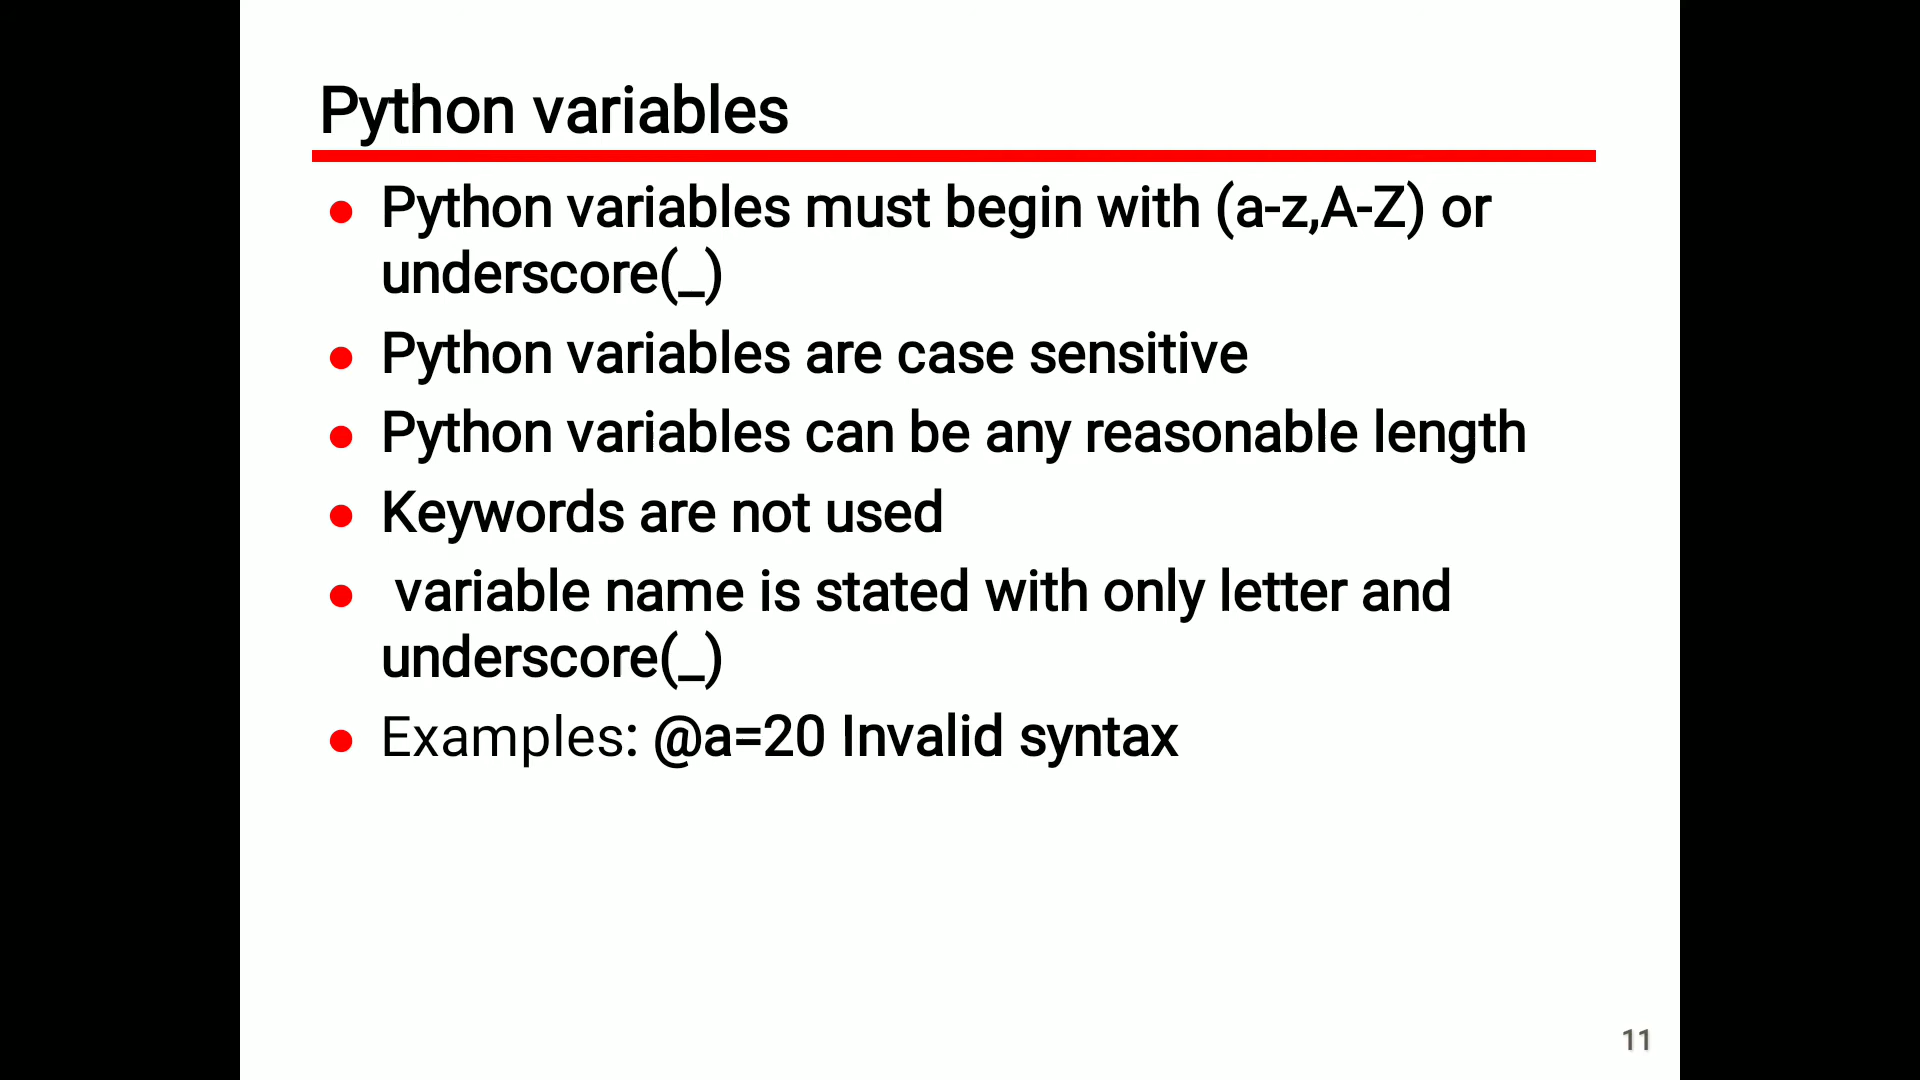 Python variables
Python variables must begin with (a-z,A-Z) or
underscore(_)
Python variables are case sensitive
Python variables can be any reasonable length
Keywords are not used
variable name is stated with only letter and
underscore(_)
Examples: @a=20 Invalid syntax
11